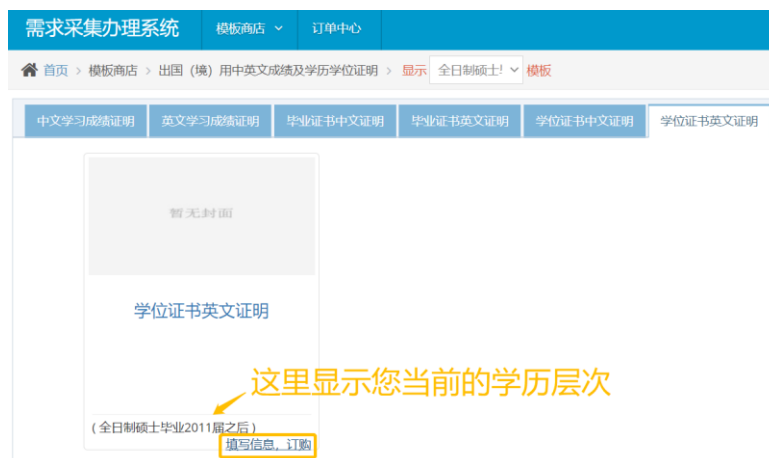 需求采集办理系统 模板商店 订单中心
首页 > 模板商店 > 出国（境）用中英文成绩及学历学位证明 > 显示 全日制硕士! 模板
中文学习成绩证明 英文学习成绩证明 毕业证书中文证明 毕业证书英文证明 学位证书中文证明 学位证书英文证明
暂无封面
学位证书英文证明
这里显示您当前的学历层次
(全日制硕士毕业2011届之后)
填写信息，订购